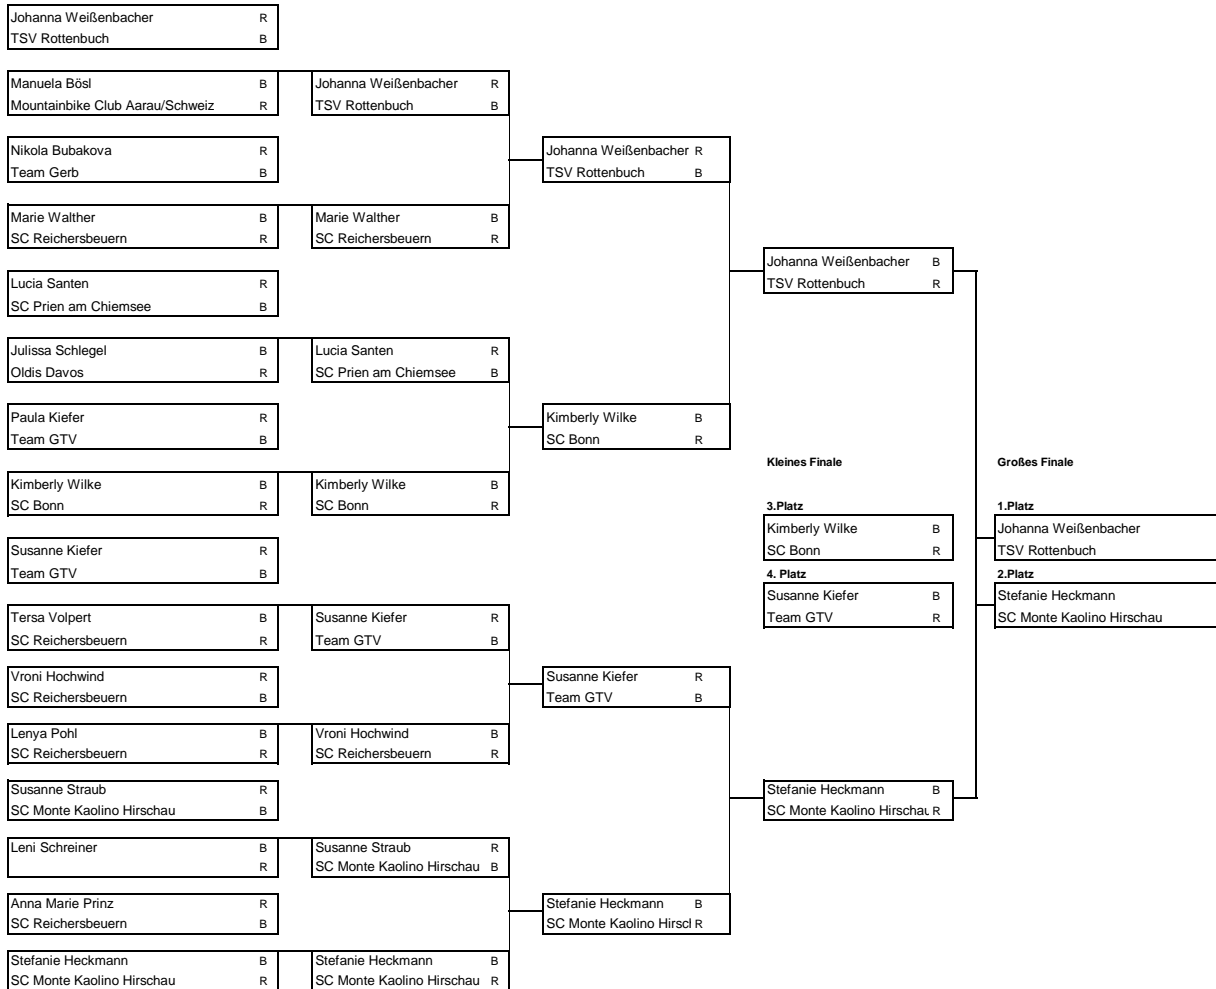 Johanna Weißenbacher R
TSV Rottenbuch B
Manuela Bösl B
Mountainbike Club Aarau/Schweiz R
Nikola Bubakova R
Team Gerb B
Marie Walther B
SC Reichersbeuern R
Lucia Santen R
SC Prien am Chiemsee B
Julissa Schlegel B
Oldis Davos R
Paula Kiefer R
Team GTV B
Kimberly Wilke B
SC Bonn R
Susanne Kiefer R
Team GTV B
Tersa Volpert B
SC Reichersbeuern R
Vroni Hochwind R
SC Reichersbeuern B
Lenya Pohl B
SC Reichersbeuern R
Susanne Straub R
SC Monte Kaolino Hirschau B
Leni Schreiner B
R
Anna Marie Prinz R
SC Reichersbeuern B
Stefanie Heckmann B
SC Monte Kaolino Hirschau R
Johanna Weißenbacher R
TSV Rottenbuch B
Marie Walther B
SC Reichersbeuern R
Lucia Santen R
SC Prien am Chiemsee B
Kimberly Wilke B
SC Bonn R
Susanne Kiefer R
Team GTV B
Vroni Hochwind B
SC Reichersbeuern R
Susanne Straub R
SC Monte Kaolino Hirschau B
Stefanie Heckmann B
SC Monte Kaolino Hirschau R
Johanna Weißenbacher R
TSV Rottenbuch B
Kimberly Wilke B
SC Bonn R
Susanne Kiefer R
Team GTV B
Stefanie Heckmann B
SC Monte Kaolino Hirscl R
Johanna Weißenbacher B
TSV Rottenbuch R
Kleines Finale
3.Platz
Kimberly Wilke B
SC Bonn R
4. Platz
Susanne Kiefer B
Team GTV R
Stefanie Heckmann B
SC Monte Kaolino Hirschau R
Großes Finale
1.Platz
Johanna Weißenbacher
TSV Rottenbuch
2.Platz
Stefanie Heckmann
SC Monte Kaolino Hirschau